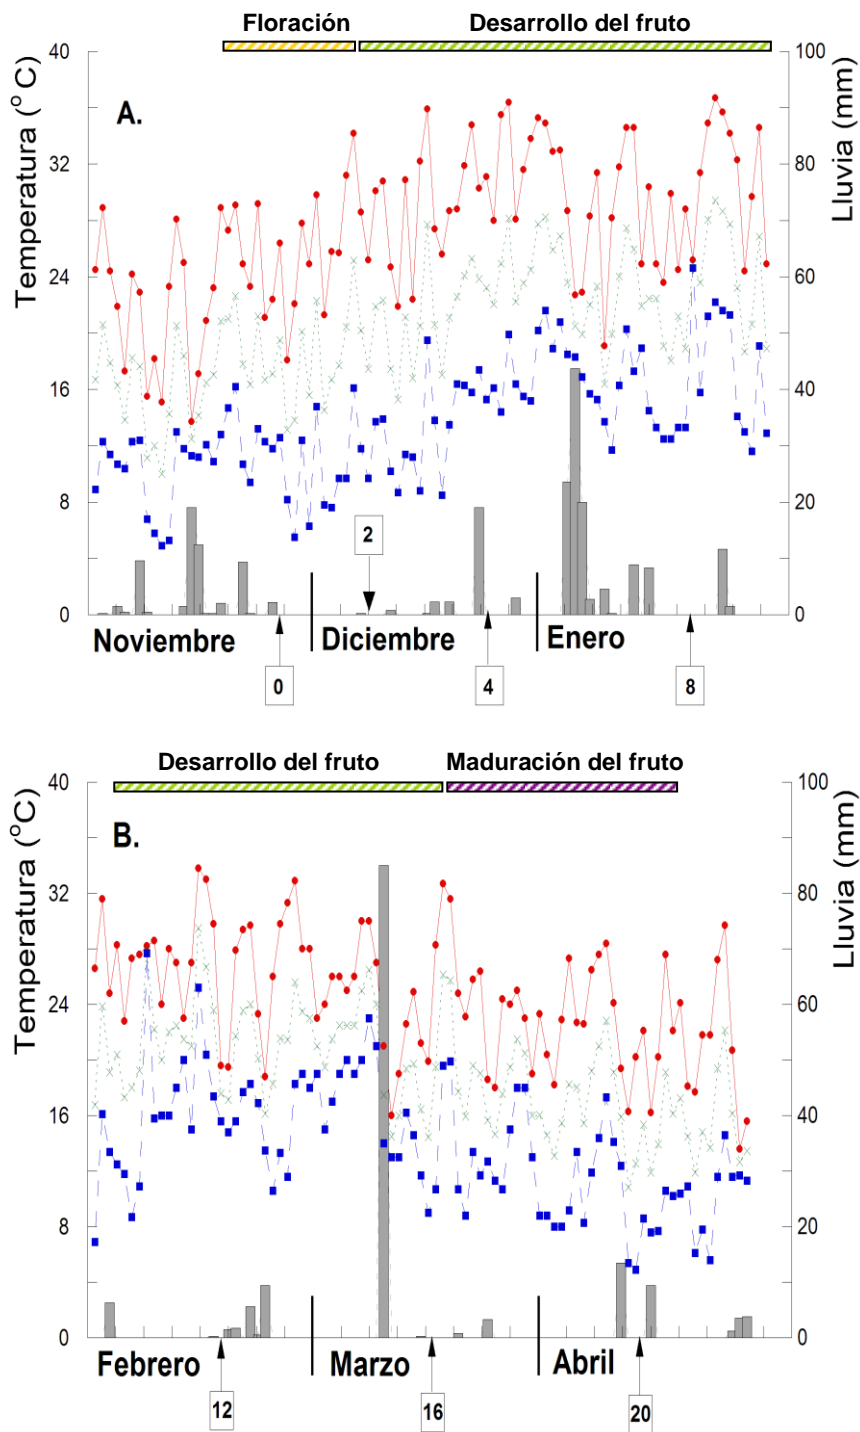 Floración Desarrollo del fruto
40 100
A.
32 80
24 60
16 40
8 20
2
0 0
Noviembre Diciembre Enero
0 4 8
Temperatura (°C)
Lluvia (mm)
Desarrollo del fruto Maduración del fruto
40 100
B.
32 80
24 60
16 40
8 20
0 0
Febrero Marzo Abril
12 16 20
Temperatura (°C)
Lluvia (mm)